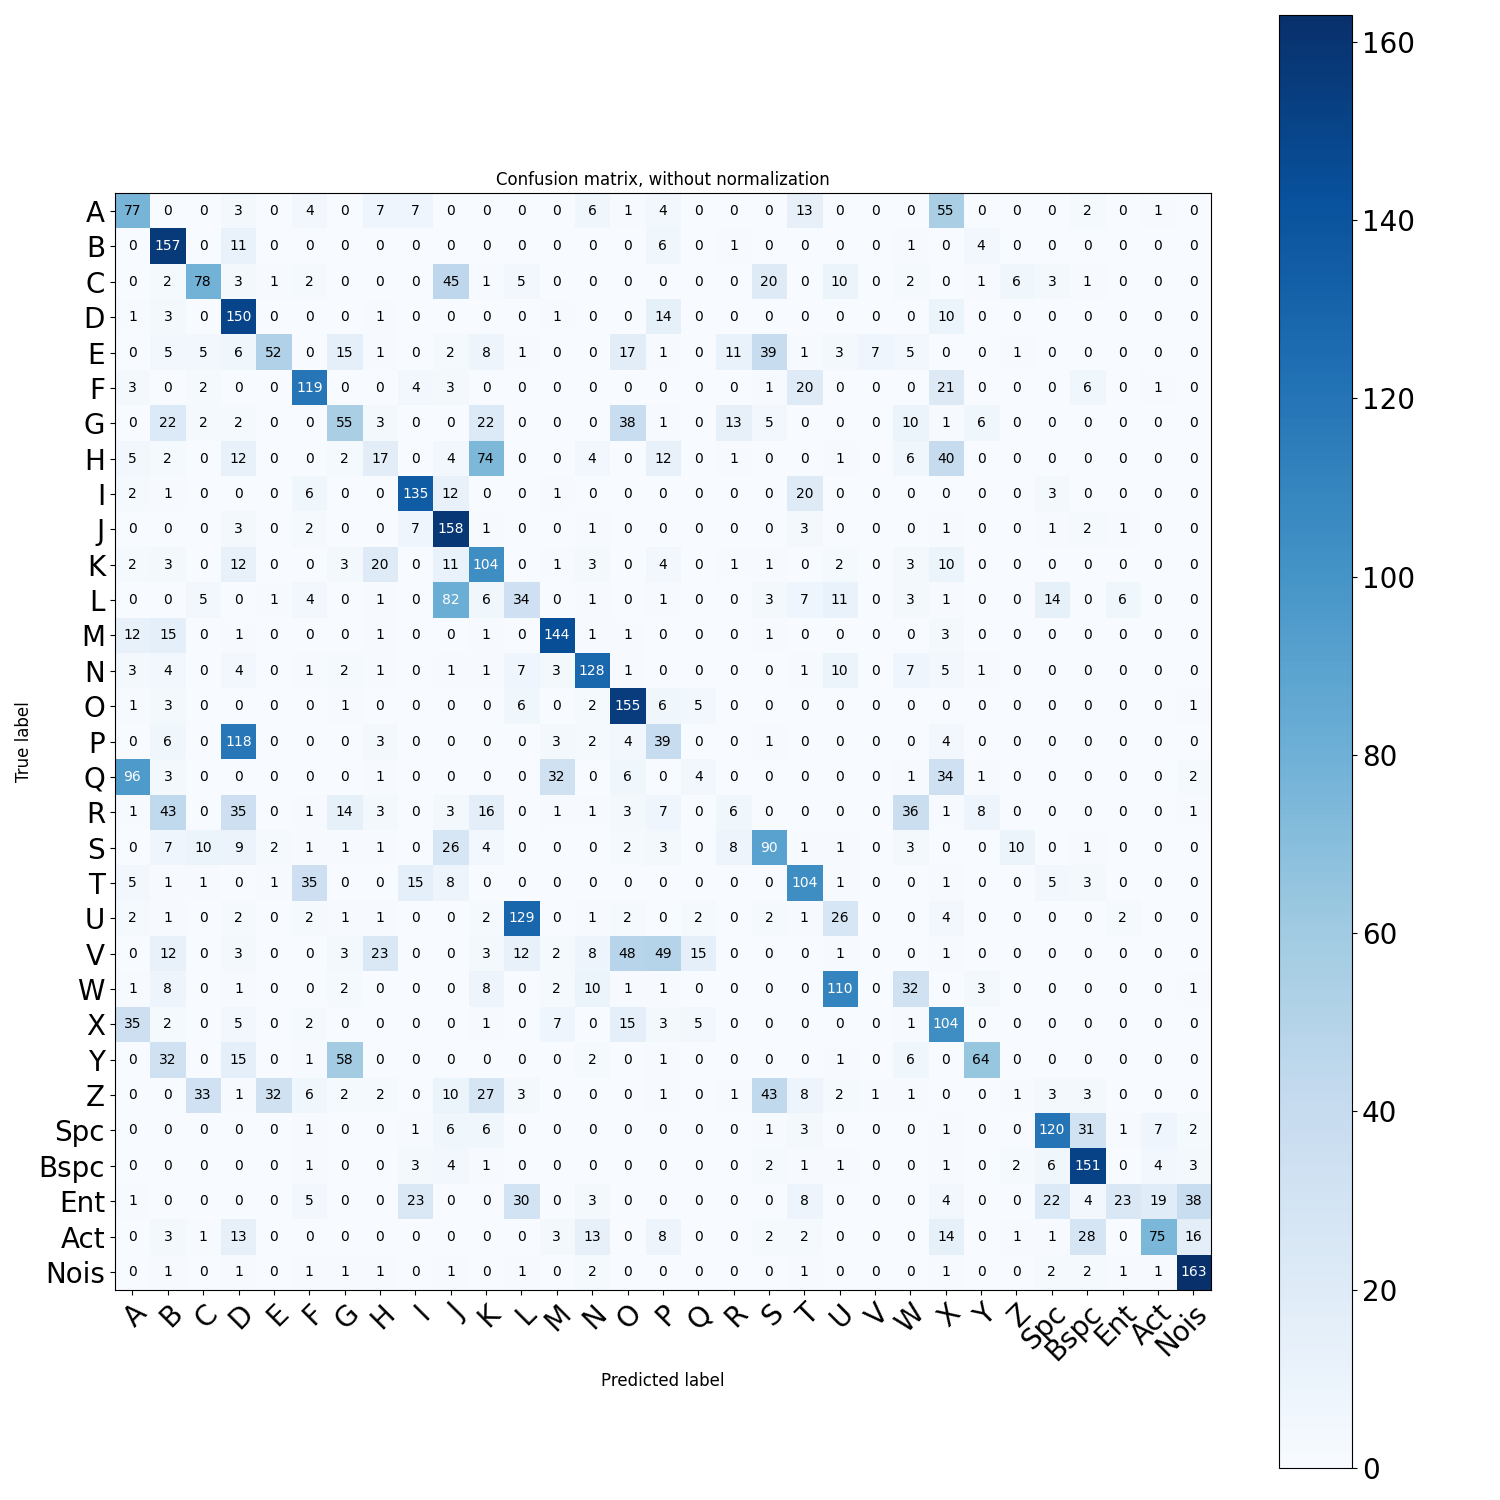 Confusion matrix, without normalization
A 77 0 0 3 0 4 0 7 7 0 0 0 0 6 1 4 0 0 0 13 0 0 0 55 0 0 0 2 0 1 0
B 0 157 0 11 0 0 0 0 0 0 0 0 0 0 0 6 0 1 0 0 0 0 1 0 4 0 0 0 0 0 0
C 0 2 78 3 1 2 0 0 0 45 1 5 0 0 0 0 0 0 20 0 10 0 2 0 1 6 3 1 0 0 0
D 1 3 0 150 0 0 0 1 0 0 0 0 1 0 0 14 0 0 0 0 0 0 0 10 0 0 0 0 0 0 0
E 0 5 5 6 52 0 15 1 0 2 8 1 0 0 17 1 0 11 39 1 3 7 5 0 0 1 0 0 0 0 0
F 3 0 2 0 0 119 0 0 4 3 0 0 0 0 0 0 0 0 1 20 0 0 0 21 0 0 0 6 0 1 0
G 0 22 2 2 0 0 55 3 0 0 22 0 0 0 38 1 0 13 5 0 0 0 10 1 6 0 0 0 0 0 0
H 5 2 0 12 0 0 2 17 0 4 74 0 0 4 0 12 0 1 0 0 1 0 6 40 0 0 0 0 0 0 0
I 2 1 0 0 0 6 0 0 135 12 0 0 1 0 0 0 0 0 0 20 0 0 0 0 0 0 3 0 0 0 0
J 0 0 0 3 0 2 0 0 7 158 1 0 0 1 0 0 0 0 0 3 0 0 0 1 0 0 1 2 1 0 0
K 2 3 0 12 0 0 3 20 0 11 104 0 1 3 0 4 0 1 1 0 2 0 3 10 0 0 0 0 0 0 0
L 0 0 5 0 1 4 0 1 0 82 6 34 0 1 0 1 0 0 3 7 11 0 3 1 0 0 14 0 6 0 0
M 12 15 0 1 0 0 0 1 0 0 1 0 144 1 1 0 0 0 1 0 0 0 0 3 0 0 0 0 0 0 0
N 3 4 0 4 0 1 2 1 0 1 1 7 3 128 1 0 0 0 0 1 10 0 7 5 1 0 0 0 0 0 0
O 1 3 0 0 0 0 1 0 0 0 0 6 0 2 155 6 5 0 0 0 0 0 0 0 0 0 0 0 0 0 1
P 0 6 0 118 0 0 0 3 0 0 0 0 3 2 4 39 0 0 1 0 0 0 0 4 0 0 0 0 0 0 0
Q 96 3 0 0 0 0 0 1 0 0 0 0 32 0 6 0 4 0 0 0 0 0 1 34 1 0 0 0 0 0 2
R 1 43 0 35 0 1 14 3 0 3 16 0 1 1 3 7 0 6 0 0 0 0 36 1 8 0 0 0 0 0 1
S 0 7 10 9 2 1 1 1 0 26 4 0 0 0 2 3 0 8 90 1 1 0 3 0 0 10 0 1 0 0 0
T 5 1 1 0 1 35 0 0 15 8 0 0 0 0 0 0 0 0 0 104 1 0 0 1 0 0 5 3 0 0 0
U 2 1 0 2 0 2 1 1 0 0 2 129 0 1 2 0 2 0 2 1 26 0 0 4 0 0 0 0 2 0 0
V 0 12 0 3 0 0 3 23 0 0 3 12 2 8 48 49 15 0 0 0 1 0 0 1 0 0 0 0 0 0 0
W 1 8 0 1 0 0 2 0 0 0 8 0 2 10 1 1 0 0 0 0 110 0 32 0 3 0 0 0 0 0 1
X 35 2 0 5 0 2 0 0 0 0 1 0 7 0 15 3 5 0 0 0 0 0 1 104 0 0 0 0 0 0 0
Y 0 32 0 15 0 1 58 0 0 0 0 0 0 2 0 1 0 0 0 0 1 0 6 0 64 0 0 0 0 0 0
Z 0 0 33 1 32 6 2 2 0 10 27 3 0 0 0 1 0 1 43 8 2 1 1 0 0 1 3 3 0 0 0
Spc 0 0 0 0 0 1 0 0 1 6 6 0 0 0 0 0 0 0 1 3 0 0 0 1 0 0 120 31 1 7 2
Bspc 0 0 0 0 0 1 0 0 3 4 1 0 0 0 0 0 0 0 2 1 1 0 0 1 0 2 6 151 0 4 3
Ent 1 0 0 0 0 5 0 0 23 0 0 30 0 3 0 0 0 0 0 8 0 0 0 4 0 0 22 4 23 19 38
Act 0 3 1 13 0 0 0 0 0 0 0 0 3 13 0 8 0 0 2 2 0 0 0 14 0 1 1 28 0 75 16
Nois 0 1 0 1 0 1 1 1 0 1 0 1 0 2 0 0 0 0 0 1 0 0 0 1 0 0 2 2 1 1 163
A B C D E F G H I J K L M N O P Q R S T U V W X Y Z Spc Bspc Ent Act Nois
True label
Predicted label
160
140
120
100
80
60
40
20
0